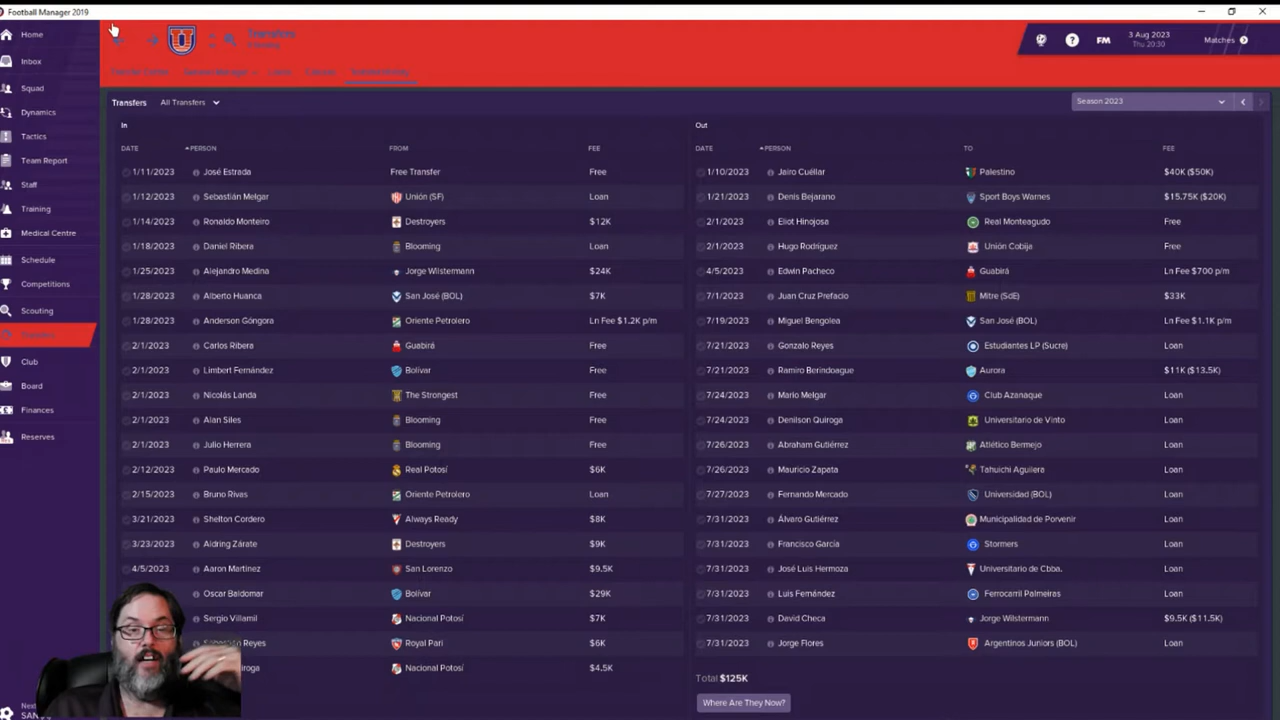 Football Manager 2019
Home
Inbox
Squad
Dynamics
Tactics
Team Report
Staff
Training
Medical Centre
Schedule
Competitions
Scouting
Transfers
Club
Board
Finances
Reserves
Transfers
3 Aug 2023
Thu 20:30
FM
?
Matches
Transfers All Transfers
Season 2023
In
DATE PERSON FROM FEE
1/11/2023 José Estrada Free Transfer Free
1/12/2023 Sebastián Melgar Unión (SF) Loan
1/14/2023 Ronaldo Monteiro Destroyers $12K
1/18/2023 Daniel Ribera Blooming Loan
1/25/2023 Alejandro Medina Jorge Wilstermann $24K
1/28/2023 Alberto Huanca San José (BOL) $7K
1/28/2023 Anderson Góngora Oriente Petrolero Ln Fee $1.2K p/m
2/1/2023 Carlos Ribera Guabirá Free
2/1/2023 Limbert Fernández Bolívar Free
2/1/2023 Nicolás Landa The Strongest Free
2/1/2023 Alan Siles Blooming Free
2/1/2023 Julio Herrera Blooming Free
2/12/2023 Paulo Mercado Real Potosí $6K
2/15/2023 Bruno Rivas Oriente Petrolero Loan
3/21/2023 Shelton Cordero Always Ready $8K
3/23/2023 Aldring Zárate Destroyers $9K
4/5/2023 Aaron Martínez San Lorenzo $9.5K
Oscar Baldomar Bolívar $29K
Sergio Villamil Nacional Potosí $7K
Reyes Royal Pari $6K
Nacional Potosí $4.5K
Out
DATE PERSON TO FEE
1/10/2023 Jairo Cuéllar Palestino $40K ($50K)
1/21/2023 Denis Bejarano Sport Boys Warnes $15.75K ($20K)
2/1/2023 Eliot Hinojosa Real Monteagudo Free
2/1/2023 Hugo Rodríguez Unión Cobija Free
4/5/2023 Edwin Pacheco Guabirá Ln Fee $700 p/m
7/1/2023 Juan Cruz Prefacio Mitre (SdE) $33K
7/19/2023 Miguel Bengolea San José (BOL) Ln Fee $1.1K p/m
7/21/2023 Gonzalo Reyes Estudiantes LP (Sucre) Loan
7/21/2023 Ramiro Berindoague Aurora $11K ($13.5K)
7/24/2023 Mario Melgar Club Azanaque Loan
7/24/2023 Denilson Quiroga Universitario de Vinto Loan
7/26/2023 Abraham Gutiérrez Atlético Bermejo Loan
7/26/2023 Mauricio Zapata Tahuichi Aguilera Loan
7/27/2023 Fernando Mercado Universidad (BOL) Loan
7/31/2023 Álvaro Gutiérrez Municipalidad de Porvenir Loan
7/31/2023 Francisco García Stormers Loan
7/31/2023 José Luis Hermoza Universitario de Cbba. Loan
7/31/2023 Luis Fernández Ferrocarril Palmeiras Loan
7/31/2023 David Checa Jorge Wilstermann $9.5K ($11.5K)
7/31/2023 Jorge Flores Argentinos Juniors (BOL) Loan
Total $125K
Where Are They Now?